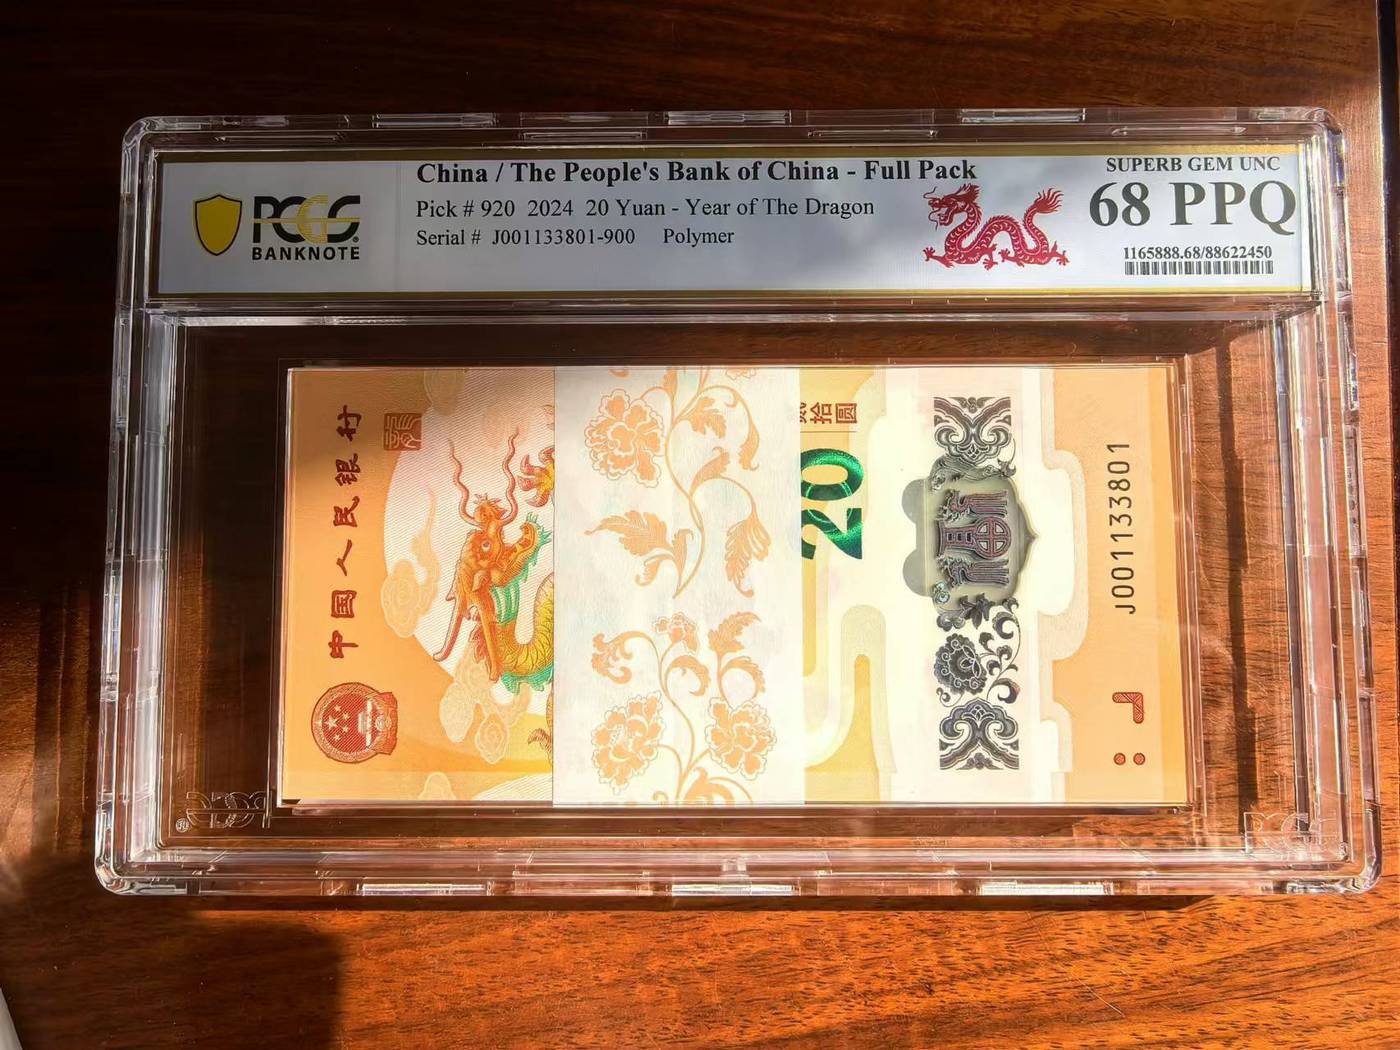 PCGS
BANKNOTE
China / The People's Bank of China - Full Pack
Pick # 920 2024 20 Yuan - Year of The Dragon
Serial # J001133801-900 Polymer
SUPERB GEM UNC
68 PPQ
1165888.68/88622450
中国人民银行
拾圆
20
J001133801
PCGS
PCGS